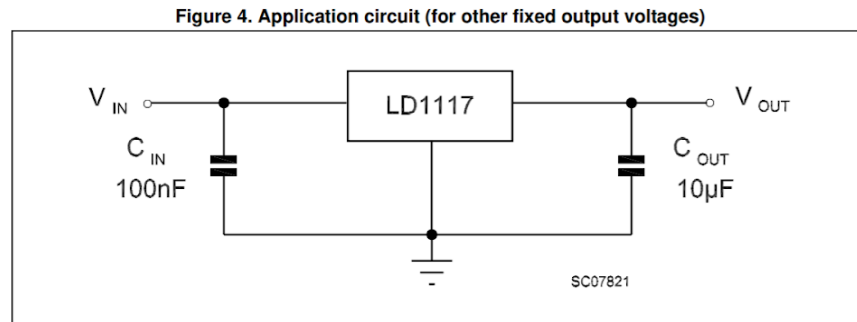 Figure 4. Application circuit (for other fixed output voltages)
V IN
LD1117
V OUT
C IN
100nF
C OUT
10µF
SC07821